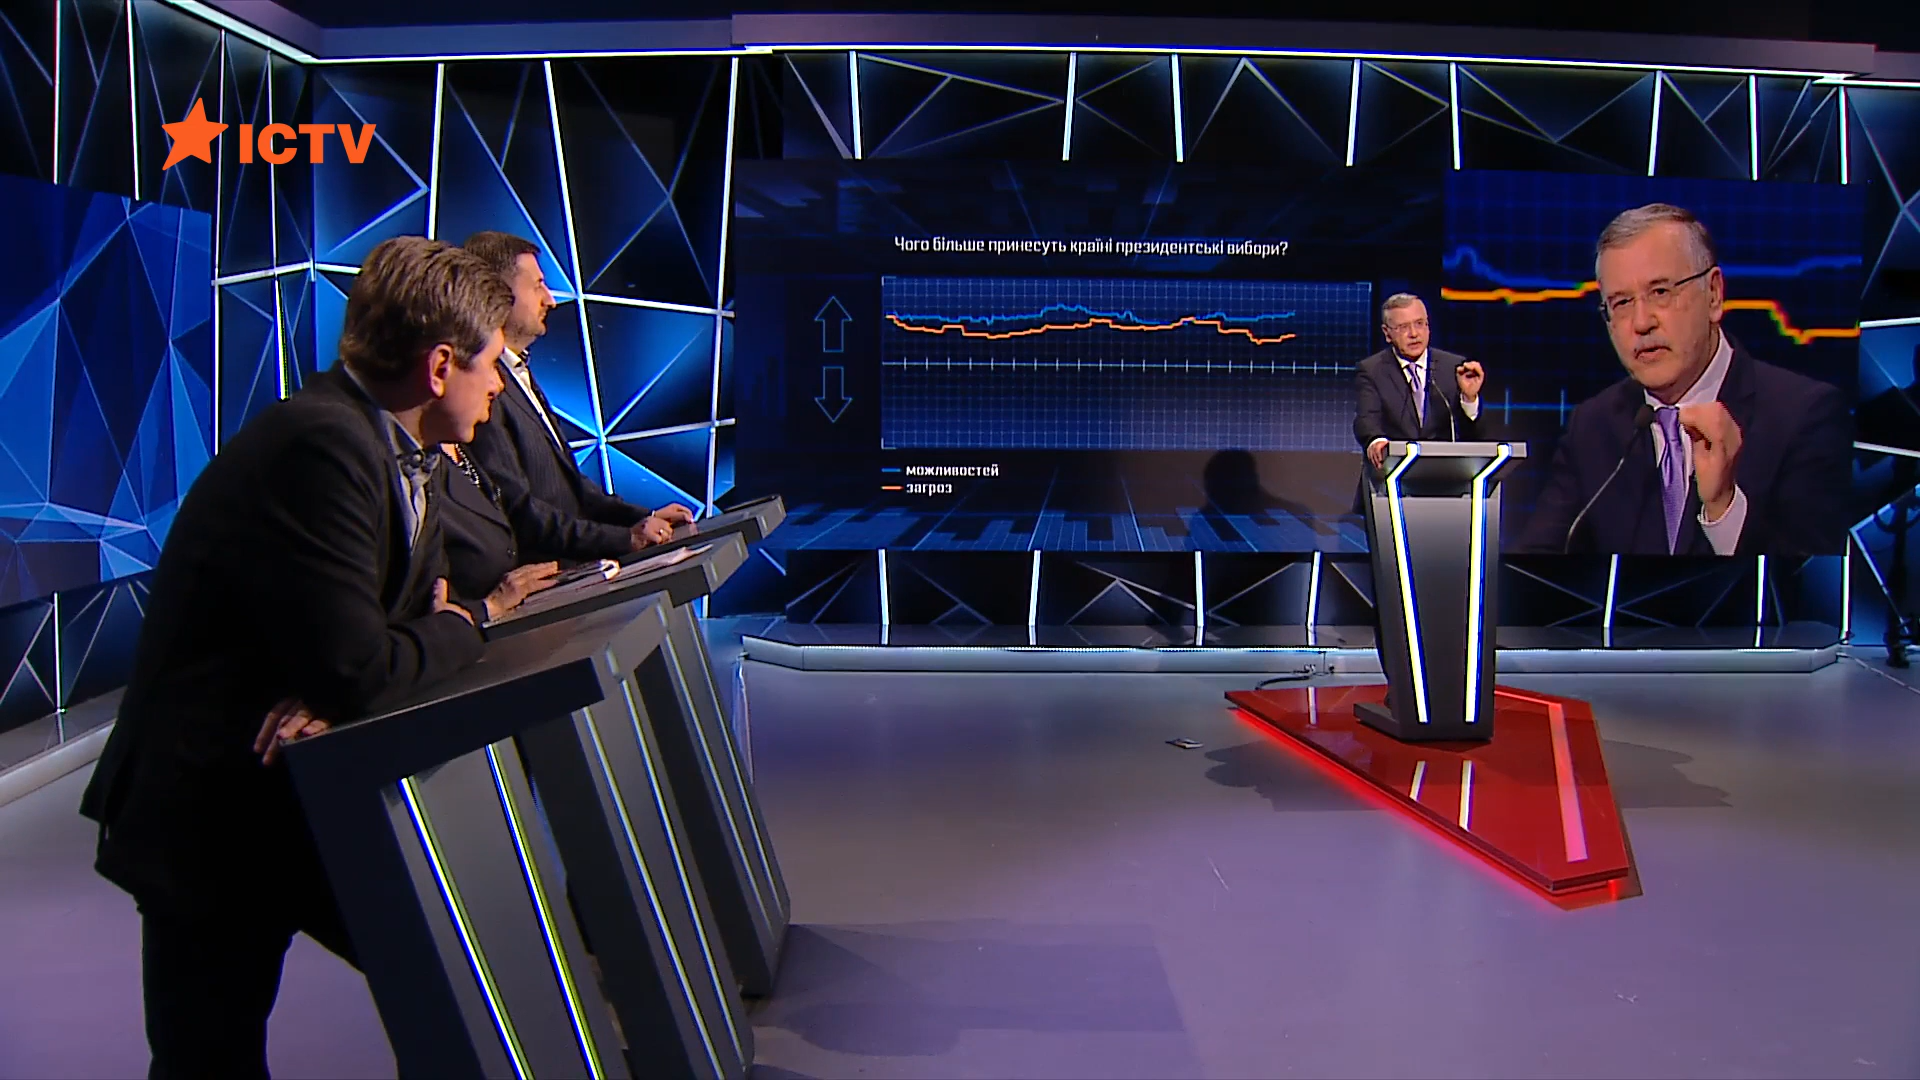 ICTV
Чого більше принесуть країні президентські вибори?
можливостей
загроз